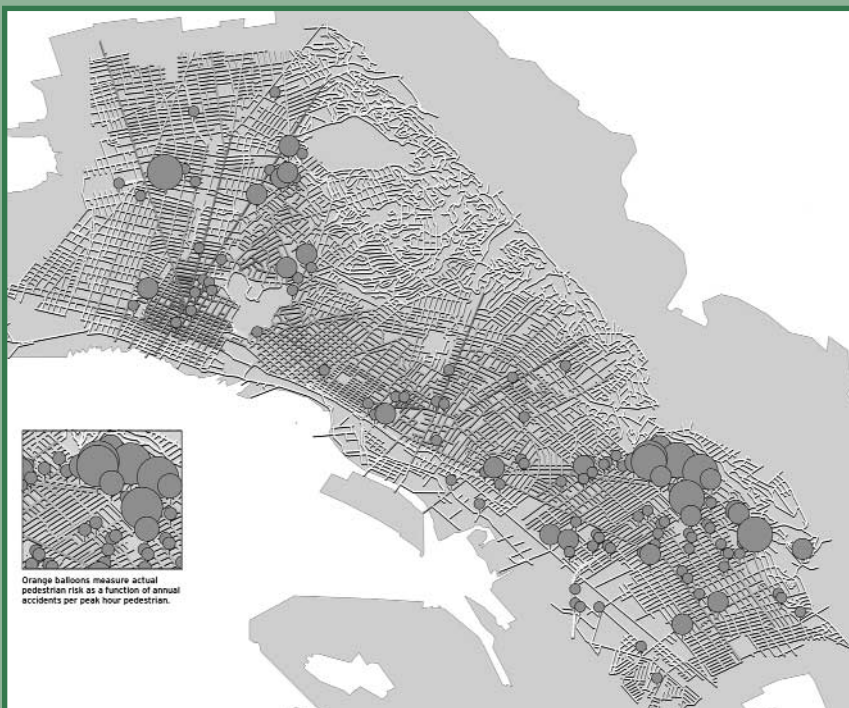 Orange balloons measure actual
pedestrian risk as a function of annual
accidents per peak hour pedestrian.